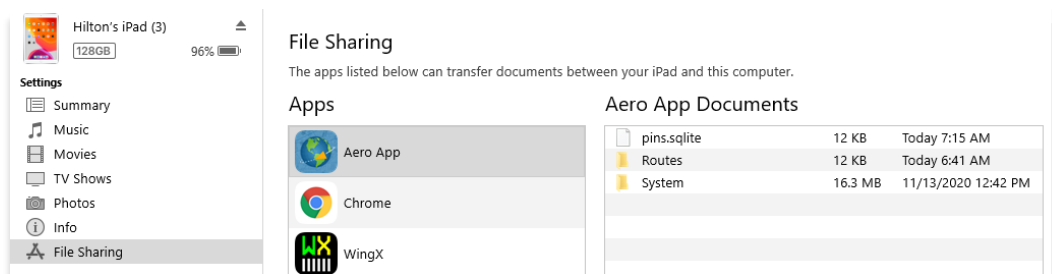 Hilton's iPad (3)
128GB
96%
Settings
Summary
Music
Movies
TV Shows
Photos
Info
File Sharing
File Sharing
The apps listed below can transfer documents between your iPad and this computer.
Apps
Aero App
Chrome
WX
WingX
Aero App Documents
pins.sqlite 12 KB Today 7:15 AM
Routes 12 KB Today 6:41 AM
System 16.3 MB 11/13/2020 12:42 PM